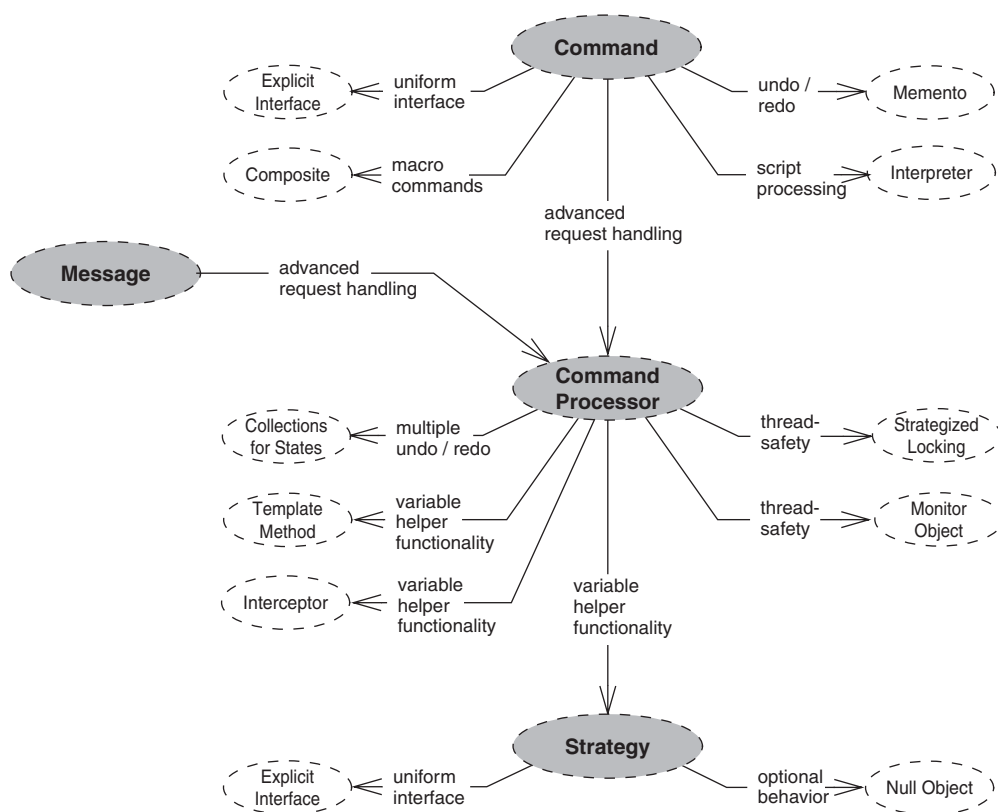 Command
Explicit
Interface
uniform
interface
undo /
redo
Memento
Composite
macro
commands
script
processing
Interpreter
advanced
request handling
Message
advanced
request handling
Command
Processor
Collections
for States
multiple
undo / redo
thread-
safety
Strategized
Locking
Template
Method
variable
helper
functionality
thread-
safety
Monitor
Object
Interceptor
variable
helper
functionality
variable
helper
functionality
Strategy
Explicit
Interface
uniform
interface
optional
behavior
Null Object